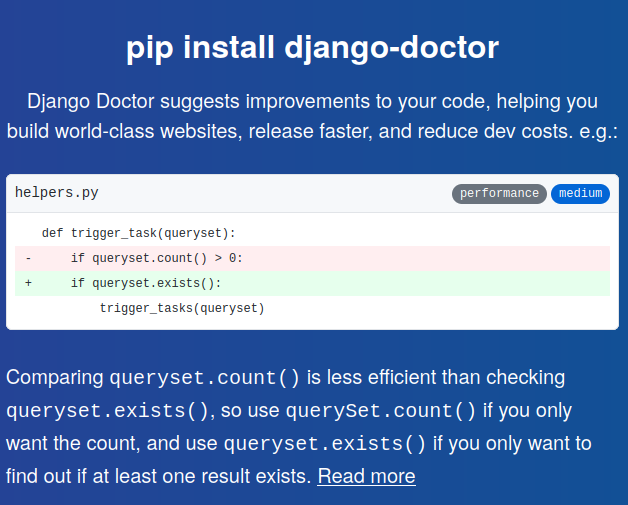 pip install django-doctor
Django Doctor suggests improvements to your code, helping you
build world-class websites, release faster, and reduce dev costs. e.g.:
helpers.py performance medium
def trigger_task(queryset):
- if queryset.count() > 0:
+ if queryset.exists():
trigger_tasks(queryset)
Comparing queryset.count() is less efficient than checking
queryset.exists(), so use querySet.count() if you only
want the count, and use queryset.exists() if you only want to
find out if at least one result exists. Read more